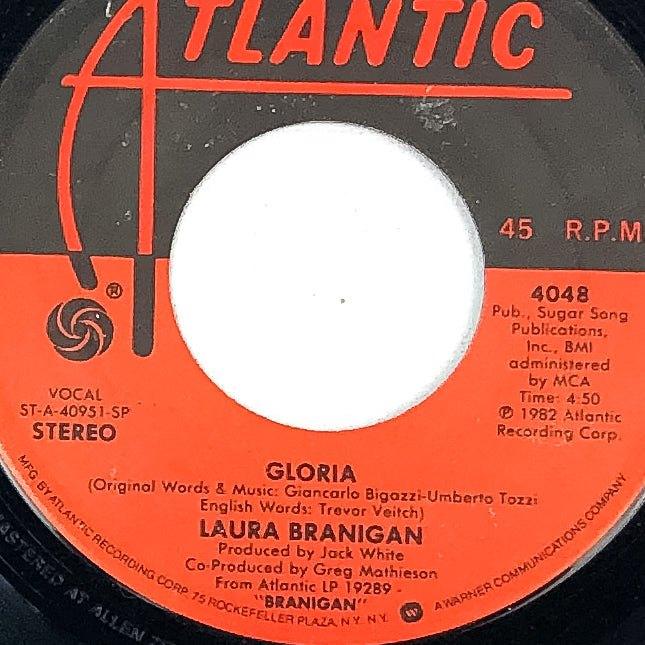 ATLANTIC
45 R.P.M
®
4048
Pub., Sugar Song
Publications,
Inc., BMI
administered
by MCA
Time: 4:50
℗ 1982 Atlantic
Recording Corp.
VOCAL
ST-A-40951-SP
STEREO
GLORIA
(Original Words & Music: Giancarlo Bigazzi-Umberto Tozzi
English Words: Trevor Veitch)
LAURA BRANIGAN
Produced by Jack White
Co-Produced by Greg Mathieson
From Atlantic LP 19289 -
"BRANIGAN"
MFG. BY ATLANTIC RECORDING CORP. 75 ROCKEFELLER PLAZA, N.Y. N.Y. A WARNER COMMUNICATIONS COMPANY
AT ALLEN